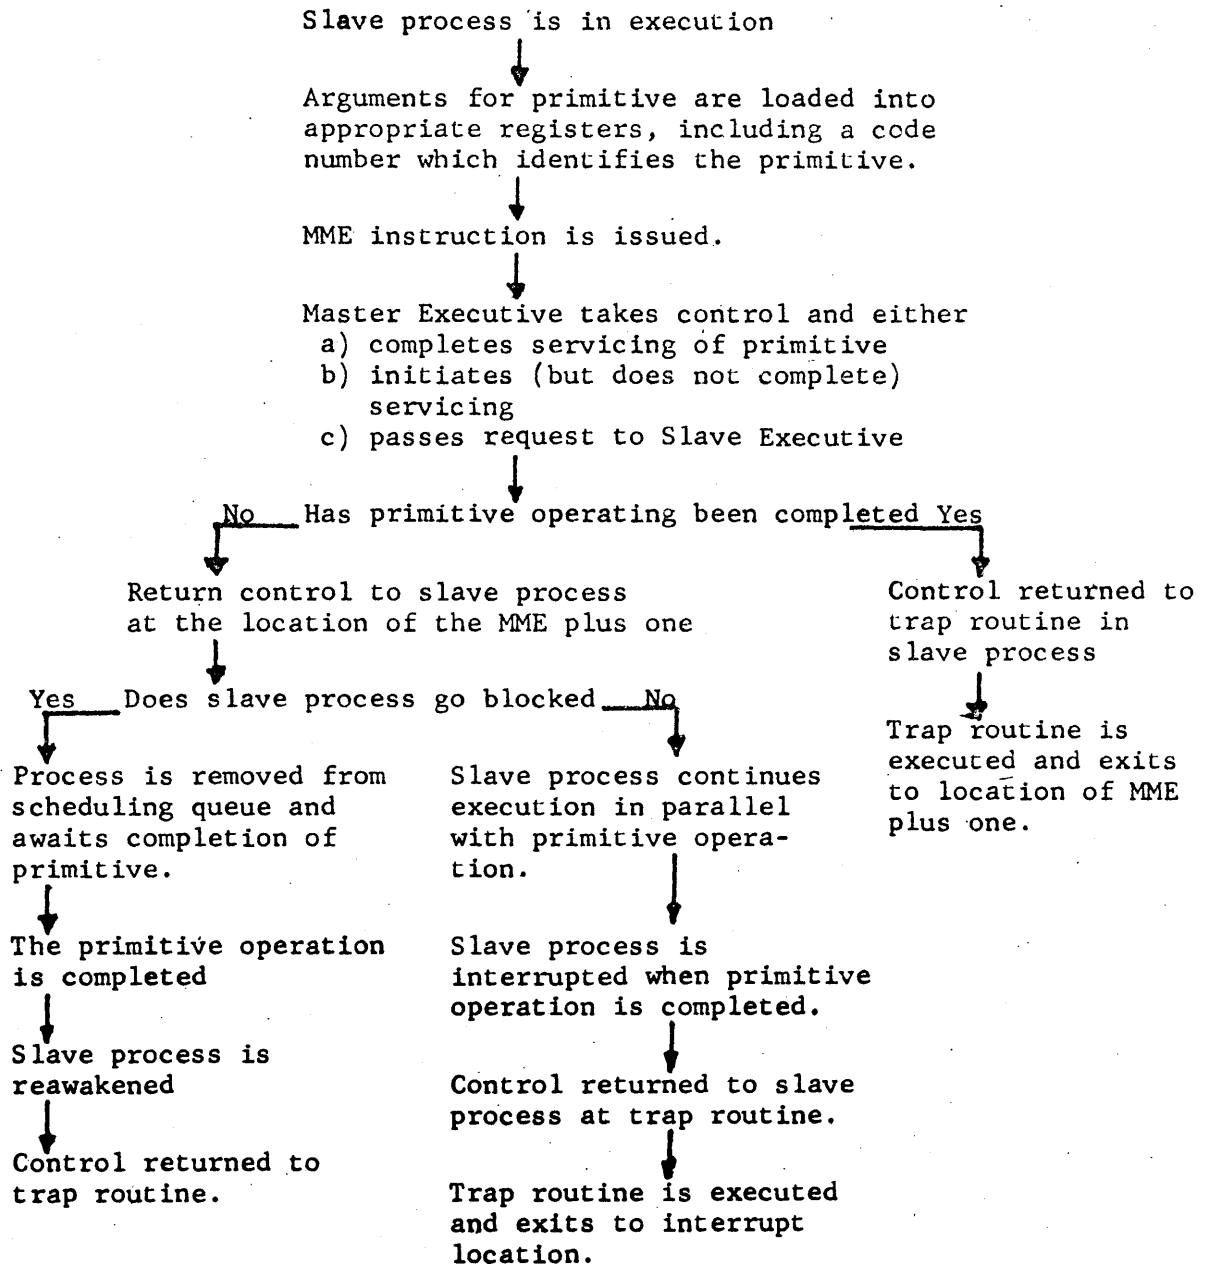 Slave process is in execution
Arguments for primitive are loaded into
appropriate registers, including a code
number which identifies the primitive.
MME instruction is issued.
Master Executive takes control and either
a) completes servicing of primitive
b) initiates (but does not complete)
servicing
c) passes request to Slave Executive
No Has primitive operating been completed Yes
Return control to slave process
at the location of the MME plus one
Yes Does slave process go blocked No
Process is removed from
scheduling queue and
awaits completion of
primitive.
The primitive operation
is completed
Slave process is
reawakened
Control returned to
trap routine.
Slave process continues
execution in parallel
with primitive opera-
tion.
Slave process is
interrupted when primitive
operation is completed.
Control returned to slave
process at trap routine.
Trap routine is executed
and exits to interrupt
location.
Control returned to
trap routine in
slave process
Trap routine is
executed and exits
to location of MME
plus one.